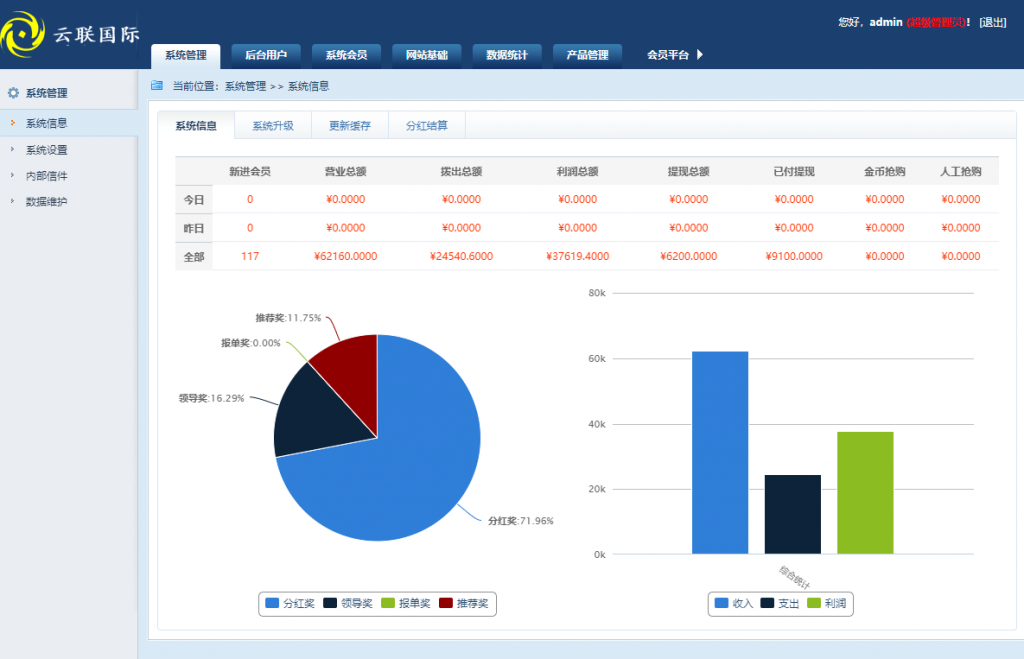 云联国际
您好，admin (超级管理员)! [退出]
系统管理 后台用户 系统会员 网站基础 数据统计 产品管理 会员平台
系统管理
系统信息
系统设置
内部信件
数据维护
当前位置：系统管理 >> 系统信息
系统信息 系统升级 更新缓存 分红结算
新进会员 营业总额 拨出总额 利润总额 提现总额 已付提现 金币抢购 人工抢购
今日 0 ¥0.0000 ¥0.0000 ¥0.0000 ¥0.0000 ¥0.0000 ¥0.0000 ¥0.0000
昨日 0 ¥0.0000 ¥0.0000 ¥0.0000 ¥0.0000 ¥0.0000 ¥0.0000 ¥0.0000
全部 117 ¥62160.0000 ¥24540.6000 ¥37619.4000 ¥6200.0000 ¥9100.0000 ¥0.0000 ¥0.0000
推荐奖:11.75%
报单奖:0.00%
领导奖:16.29%
分红奖:71.96%
分红奖 领导奖 报单奖 推荐奖
80k
60k
40k
20k
0k
综合统计
收入 支出 利润